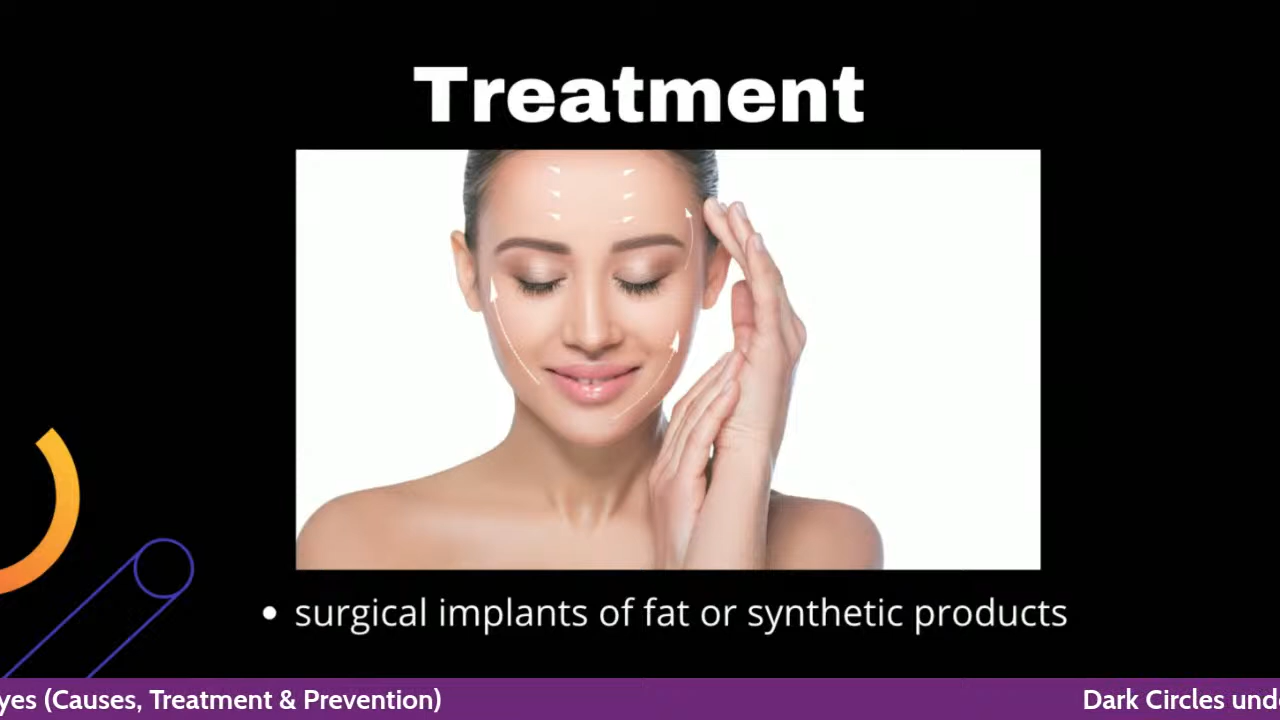 Treatment
• surgical implants of fat or synthetic products
yes (Causes, Treatment & Prevention)
Dark Circles und